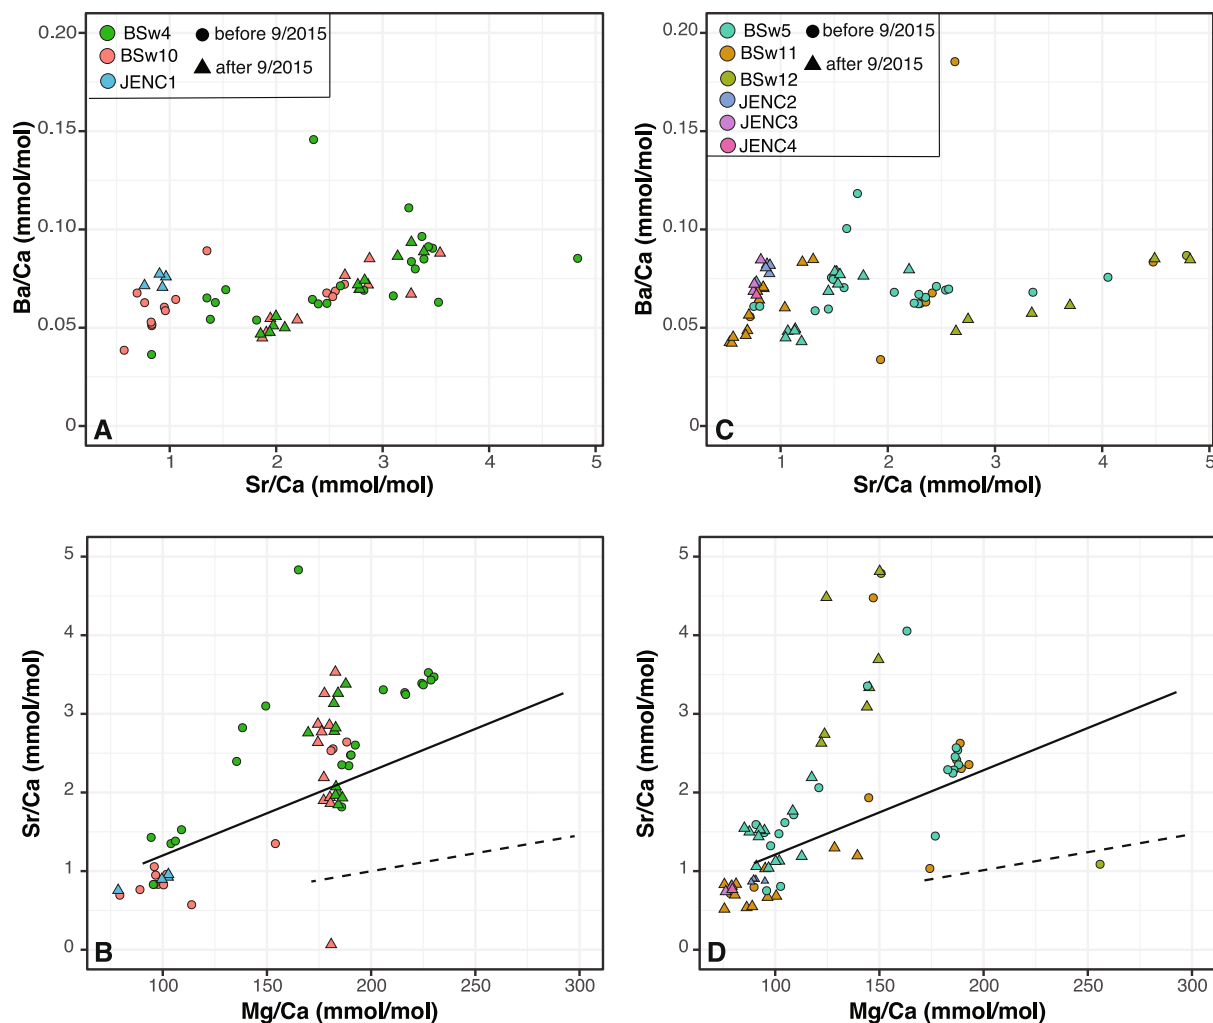 BSw4
before 9/2015
BSw10
after 9/2015
JENC1
0.20
0.15
0.10
0.05
0
Ba/Ca (mmol/mol)
A
1 2 3 4 5
Sr/Ca (mmol/mol)
BSw5
before 9/2015
BSw11
after 9/2015
BSw12
JENC2
JENC3
JENC4
0.20
0.15
0.10
0.05
0
Ba/Ca (mmol/mol)
C
1 2 3 4 5
Sr/Ca (mmol/mol)
5
4
3
2
1
0
Sr/Ca (mmol/mol)
B
100 150 200 250 300
Mg/Ca (mmol/mol)
5
4
3
2
1
0
Sr/Ca (mmol/mol)
D
100 150 200 250 300
Mg/Ca (mmol/mol)